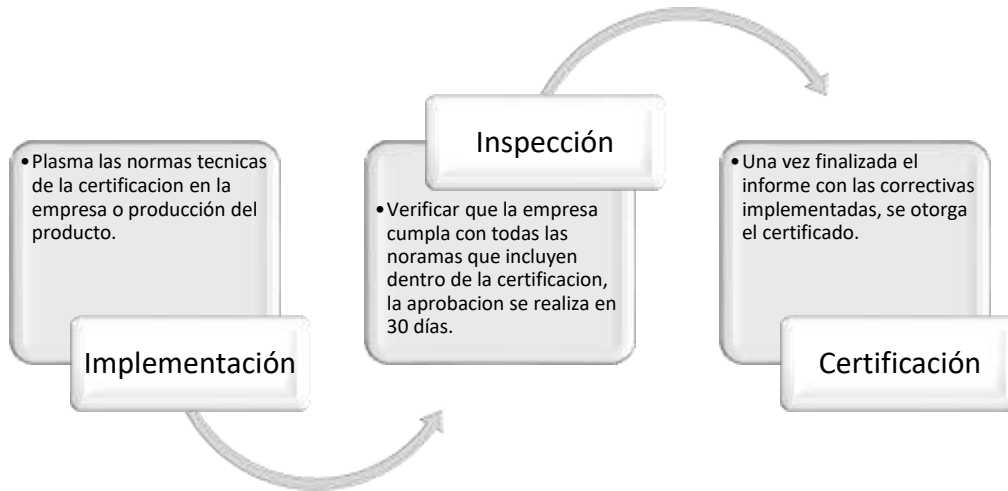 •Plasma las normas tecnicas
de la certificacion en la
empresa o producción del
producto.
Implementación
Inspección
•Verificar que la empresa
cumpla con todas las
noramas que incluyen
dentro de la certificacion,
la aprobacion se realiza en
30 días.
•Una vez finalizada el
informe con las correctivas
implementadas, se otorga
el certificado.
Certificación